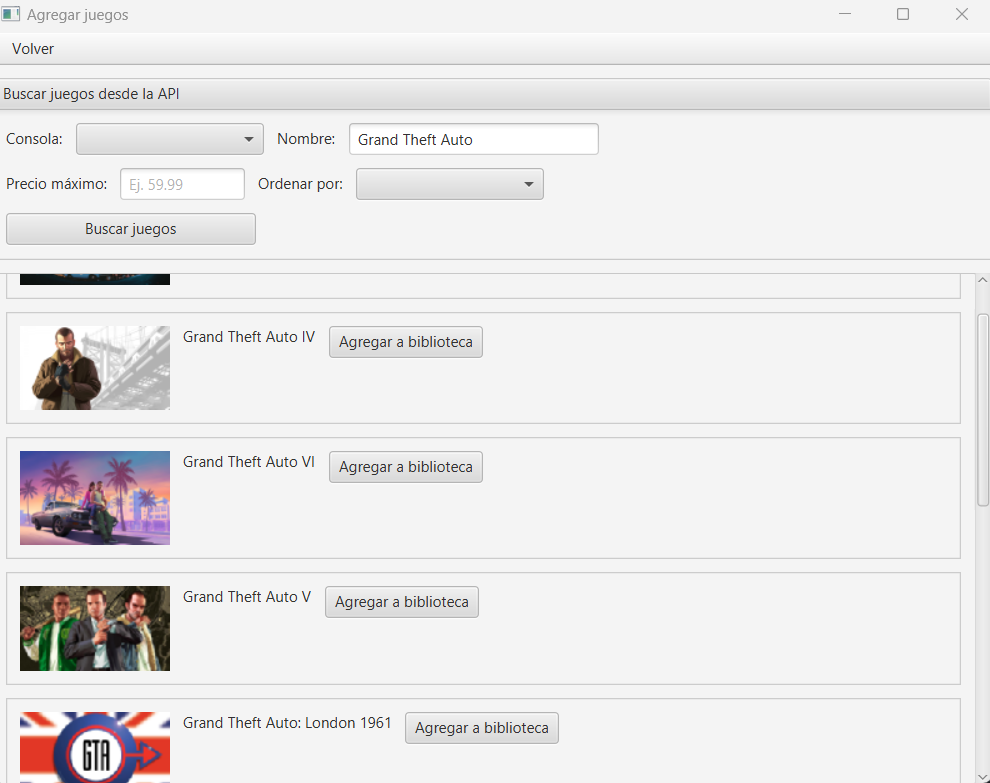 Agregar juegos
Volver
Buscar juegos desde la API
Consola: Nombre: Grand Theft Auto
Precio máximo: Ej. 59.99 Ordenar por:
Buscar juegos
Grand Theft Auto IV Agregar a biblioteca
Grand Theft Auto VI Agregar a biblioteca
Grand Theft Auto V Agregar a biblioteca
Grand Theft Auto: London 1961 Agregar a biblioteca
GTA